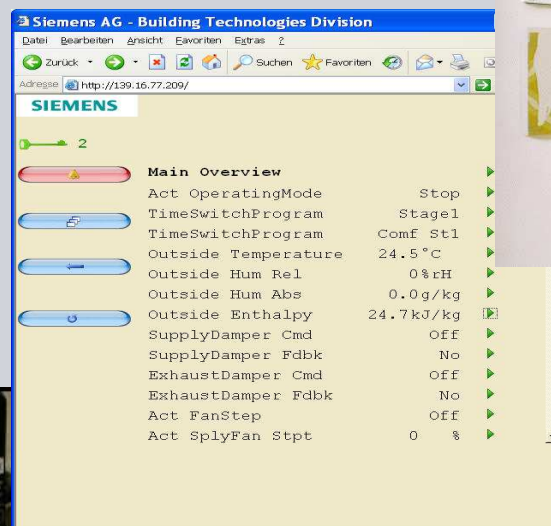 Siemens AG - Building Technologies Division
Datei Bearbeiten Ansicht Favoriten Extras ?
Zurück Suchen Favoriten
Adresse http://139.16.77.209/
SIEMENS
2
Main Overview
Act OperatingMode Stop
TimeSwitchProgram Stage1
TimeSwitchProgram Comf St1
Outside Temperature 24.5°C
Outside Hum Rel 0%rH
Outside Hum Abs 0.0g/kg
Outside Enthalpy 24.7kJ/kg
SupplyDamper Cmd Off
SupplyDamper Fdbk No
ExhaustDamper Cmd Off
ExhaustDamper Fdbk No
Act FanStep Off
Act SplyFan Stpt 0 %